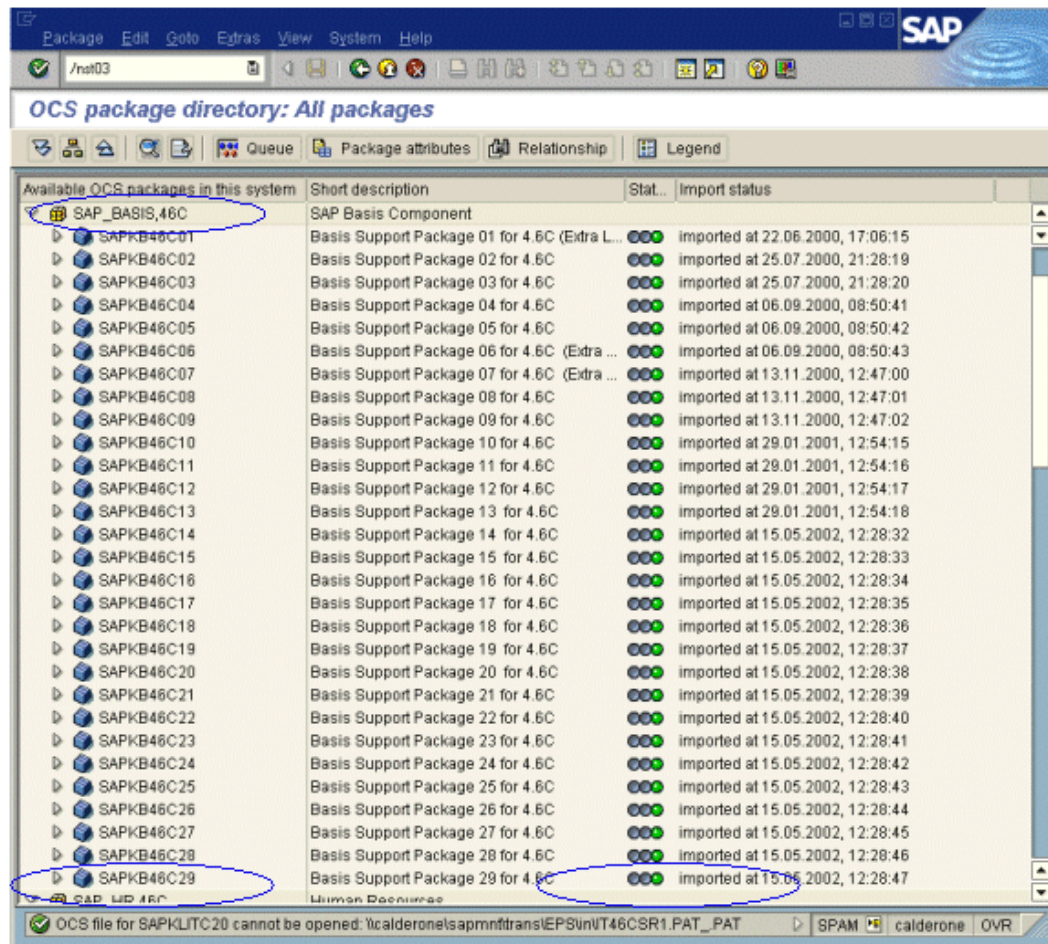 Package Edit Goto Extras View System Help
SAP
/nst03
OCS package directory: All packages
Queue Package attributes Relationship Legend
Available OCS packages in this system Short description Stat... Import status
SAP_BASIS,46C SAP Basis Component
SAPKB46C01 Basis Support Package 01 for 4.6C (Extra L... imported at 22.06.2000, 17:06:15
SAPKB46C02 Basis Support Package 02 for 4.6C imported at 25.07.2000, 21:28:19
SAPKB46C03 Basis Support Package 03 for 4.6C imported at 25.07.2000, 21:28:20
SAPKB46C04 Basis Support Package 04 for 4.6C imported at 06.09.2000, 08:50:41
SAPKB46C05 Basis Support Package 05 for 4.6C imported at 06.09.2000, 08:50:42
SAPKB46C06 Basis Support Package 06 for 4.6C (Extra ... imported at 06.09.2000, 08:50:43
SAPKB46C07 Basis Support Package 07 for 4.6C (Extra ... imported at 13.11.2000, 12:47:00
SAPKB46C08 Basis Support Package 08 for 4.6C imported at 13.11.2000, 12:47:01
SAPKB46C09 Basis Support Package 09 for 4.6C imported at 13.11.2000, 12:47:02
SAPKB46C10 Basis Support Package 10 for 4.6C imported at 29.01.2001, 12:54:15
SAPKB46C11 Basis Support Package 11 for 4.6C imported at 29.01.2001, 12:54:16
SAPKB46C12 Basis Support Package 12 for 4.6C imported at 29.01.2001, 12:54:17
SAPKB46C13 Basis Support Package 13 for 4.6C imported at 29.01.2001, 12:54:18
SAPKB46C14 Basis Support Package 14 for 4.6C imported at 15.05.2002, 12:28:32
SAPKB46C15 Basis Support Package 15 for 4.6C imported at 15.05.2002, 12:28:33
SAPKB46C16 Basis Support Package 16 for 4.6C imported at 15.05.2002, 12:28:34
SAPKB46C17 Basis Support Package 17 for 4.6C imported at 15.05.2002, 12:28:35
SAPKB46C18 Basis Support Package 18 for 4.6C imported at 15.05.2002, 12:28:36
SAPKB46C19 Basis Support Package 19 for 4.6C imported at 15.05.2002, 12:28:37
SAPKB46C20 Basis Support Package 20 for 4.6C imported at 15.05.2002, 12:28:38
SAPKB46C21 Basis Support Package 21 for 4.6C imported at 15.05.2002, 12:28:39
SAPKB46C22 Basis Support Package 22 for 4.6C imported at 15.05.2002, 12:28:40
SAPKB46C23 Basis Support Package 23 for 4.6C imported at 15.05.2002, 12:28:41
SAPKB46C24 Basis Support Package 24 for 4.6C imported at 15.05.2002, 12:28:42
SAPKB46C25 Basis Support Package 25 for 4.6C imported at 15.05.2002, 12:28:43
SAPKB46C26 Basis Support Package 26 for 4.6C imported at 15.05.2002, 12:28:44
SAPKB46C27 Basis Support Package 27 for 4.6C imported at 15.05.2002, 12:28:45
SAPKB46C28 Basis Support Package 28 for 4.6C imported at 15.05.2002, 12:28:46
SAPKB46C29 Basis Support Package 29 for 4.6C imported at 15.05.2002, 12:28:47
SAP_HR,46C Human Resources
OCS file for SAPKLITC20 cannot be opened: \\calderone\sapmnt\trans\EPS\in\IT46CSR1.PAT_.PAT SPAM calderone OVR